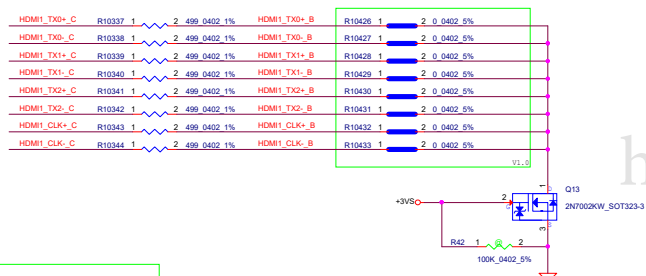 HDMI1_TX0+_C R10337 1 2 499_0402_1% HDMI1_TX0+_B R10426 1 2 0_0402_5%
HDMI1_TX0-_C R10338 1 2 499_0402_1% HDMI1_TX0-_B R10427 1 2 0_0402_5%
HDMI1_TX1+_C R10339 1 2 499_0402_1% HDMI1_TX1+_B R10428 1 2 0_0402_5%
HDMI1_TX1-_C R10340 1 2 499_0402_1% HDMI1_TX1-_B R10429 1 2 0_0402_5%
HDMI1_TX2+_C R10341 1 2 499_0402_1% HDMI1_TX2+_B R10430 1 2 0_0402_5%
HDMI1_TX2-_C R10342 1 2 499_0402_1% HDMI1_TX2-_B R10431 1 2 0_0402_5%
HDMI1_CLK+_C R10343 1 2 499_0402_1% HDMI1_CLK+_B R10432 1 2 0_0402_5%
HDMI1_CLK-_C R10344 1 2 499_0402_1% HDMI1_CLK-_B R10433 1 2 0_0402_5%
V1.0
h
1 Q13
+3VS 2 2N7002KW_SOT323-3
3
R42 1 2
100K_0402_5%